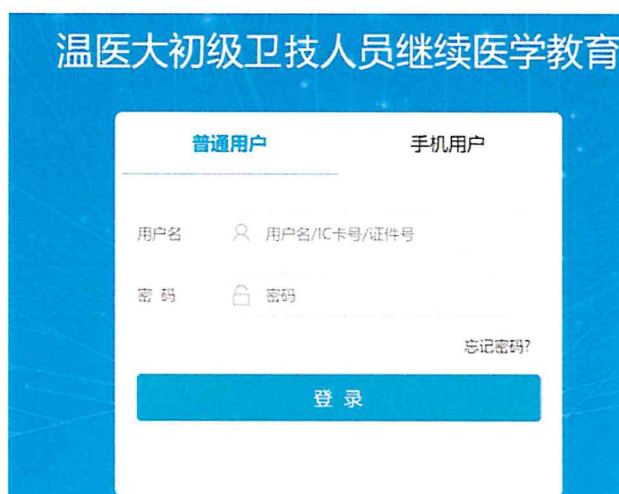 温医大初级卫技人员继续医学教育
普通用户 手机用户
用户名 用户名/IC卡号/证件号
密 码 密码
忘记密码?
登 录